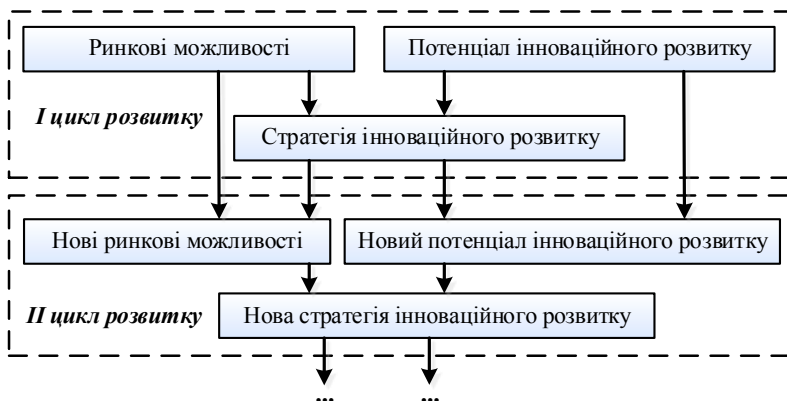 Ринкові можливості
Потенціал інноваційного розвитку
І цикл розвитку
Стратегія інноваційного розвитку
Нові ринкові можливості
Новий потенціал інноваційного розвитку
ІІ цикл розвитку
Нова стратегія інноваційного розвитку
... ...